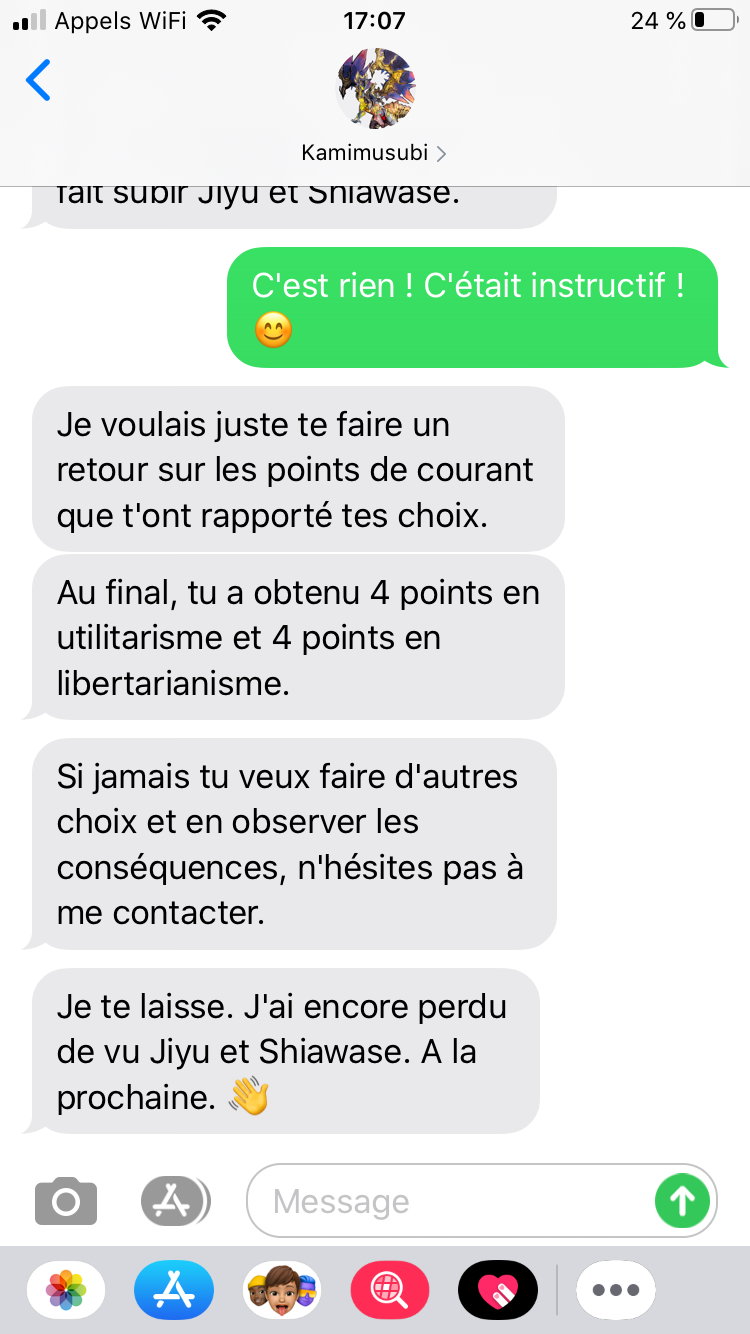 Appels WiFi 17:07 24 %
Kamimusubi
fait subir Jiyu et Shiawase.
C'est rien ! C'était instructif !
😊
Je voulais juste te faire un
retour sur les points de courant
que t'ont rapporté tes choix.
Au final, tu a obtenu 4 points en
utilitarisme et 4 points en
libertarianisme.
Si jamais tu veux faire d'autres
choix et en observer les
conséquences, n'hésites pas à
me contacter.
Je te laisse. J'ai encore perdu
de vu Jiyu et Shiawase. A la
prochaine. 👋
Message